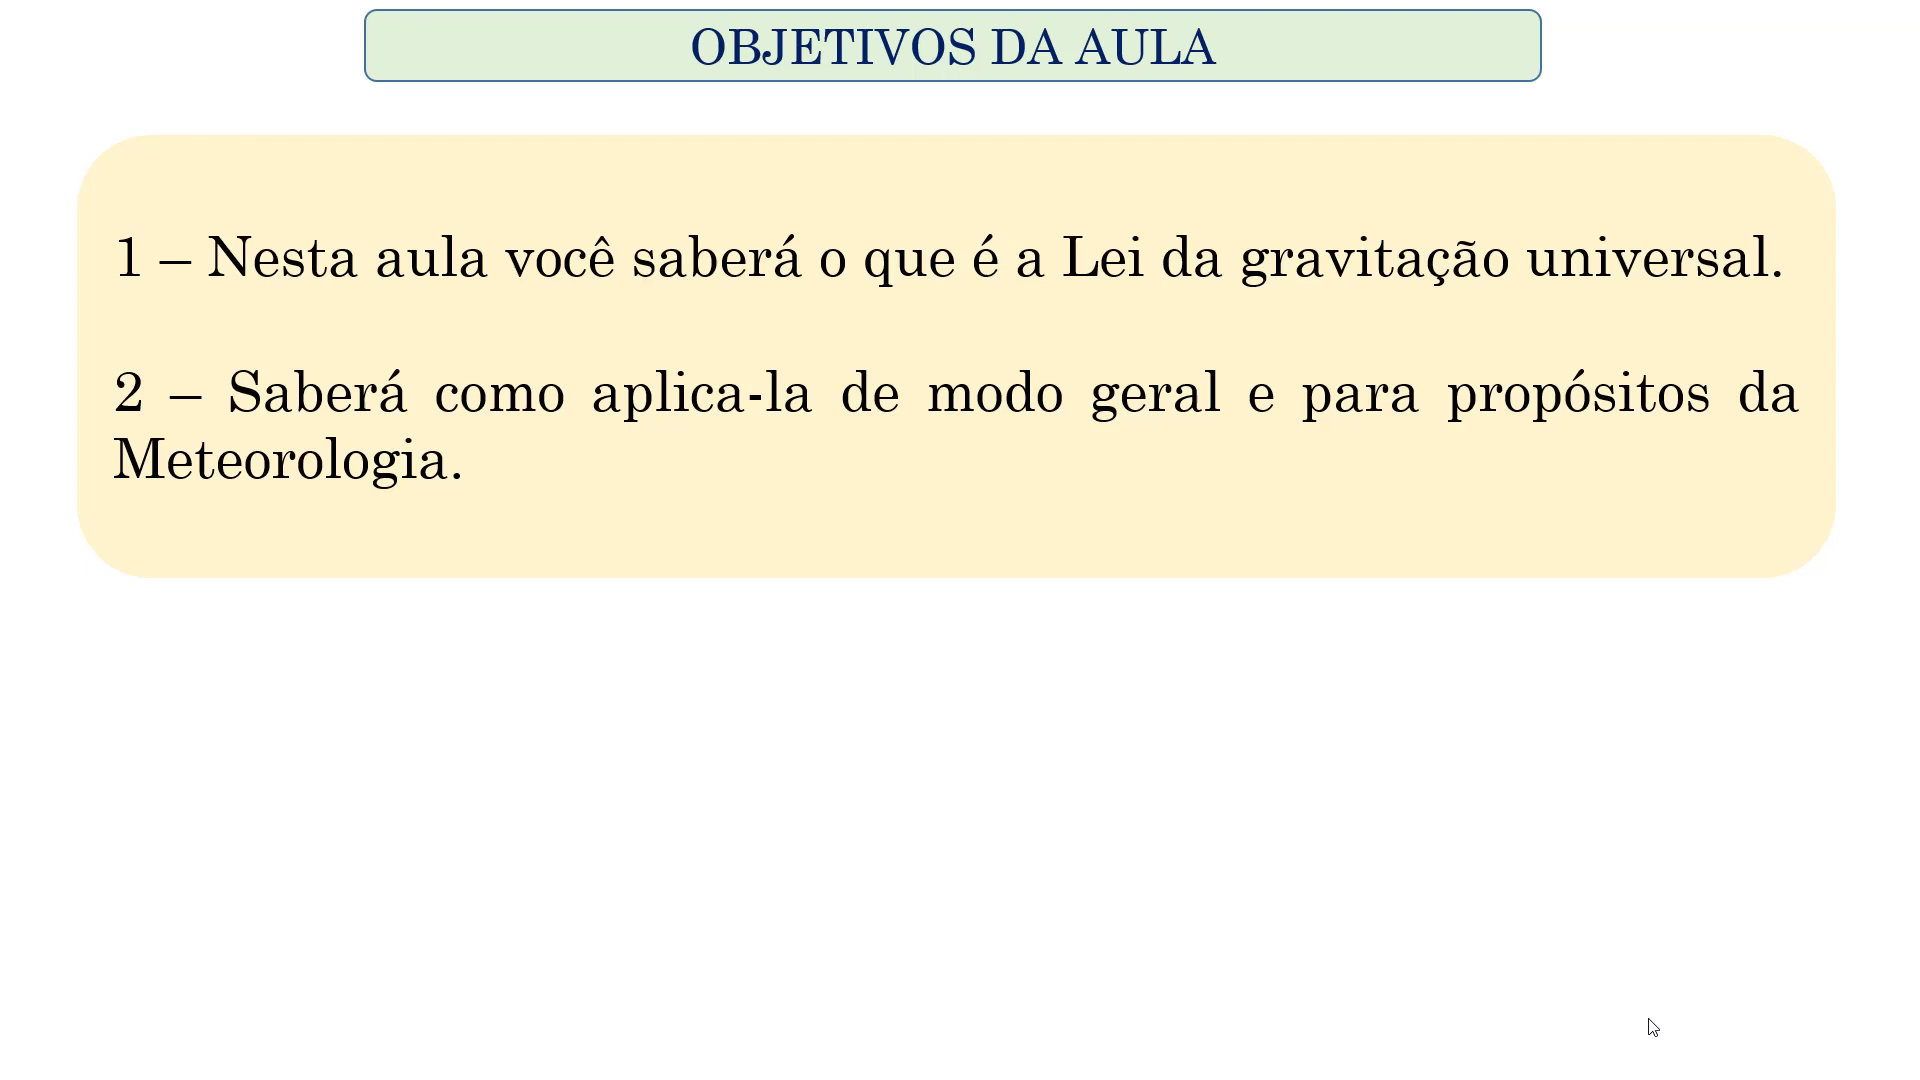 OBJETIVOS DA AULA
1 – Nesta aula você saberá o que é a Lei da gravitação universal.
2 – Saberá como aplica-la de modo geral e para propósitos da
Meteorologia.